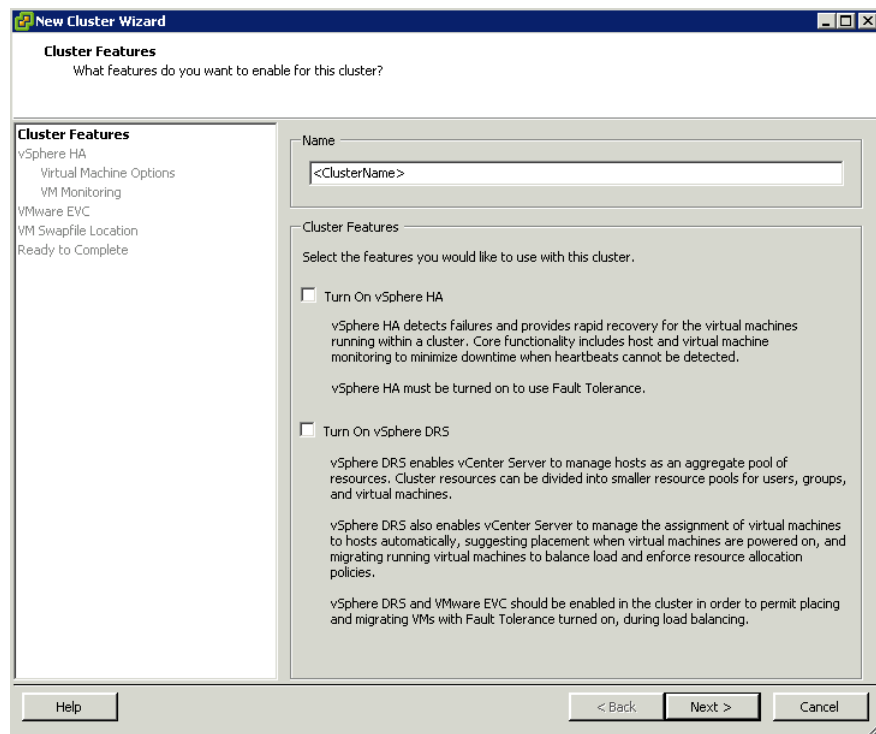 New Cluster Wizard
Cluster Features
What features do you want to enable for this cluster?
Cluster Features
vSphere HA
Virtual Machine Options
VM Monitoring
VMware EVC
VM Swapfile Location
Ready to Complete
Name
<ClusterName>
Cluster Features
Select the features you would like to use with this cluster.
Turn On vSphere HA
vSphere HA detects failures and provides rapid recovery for the virtual machines
running within a cluster. Core functionality includes host and virtual machine
monitoring to minimize downtime when heartbeats cannot be detected.
vSphere HA must be turned on to use Fault Tolerance.
Turn On vSphere DRS
vSphere DRS enables vCenter Server to manage hosts as an aggregate pool of
resources. Cluster resources can be divided into smaller resource pools for users, groups,
and virtual machines.
vSphere DRS also enables vCenter Server to manage the assignment of virtual machines
to hosts automatically, suggesting placement when virtual machines are powered on, and
migrating running virtual machines to balance load and enforce resource allocation
policies.
vSphere DRS and VMware EVC should be enabled in the cluster in order to permit placing
and migrating VMs with Fault Tolerance turned on, during load balancing.
Help
< Back
Next >
Cancel